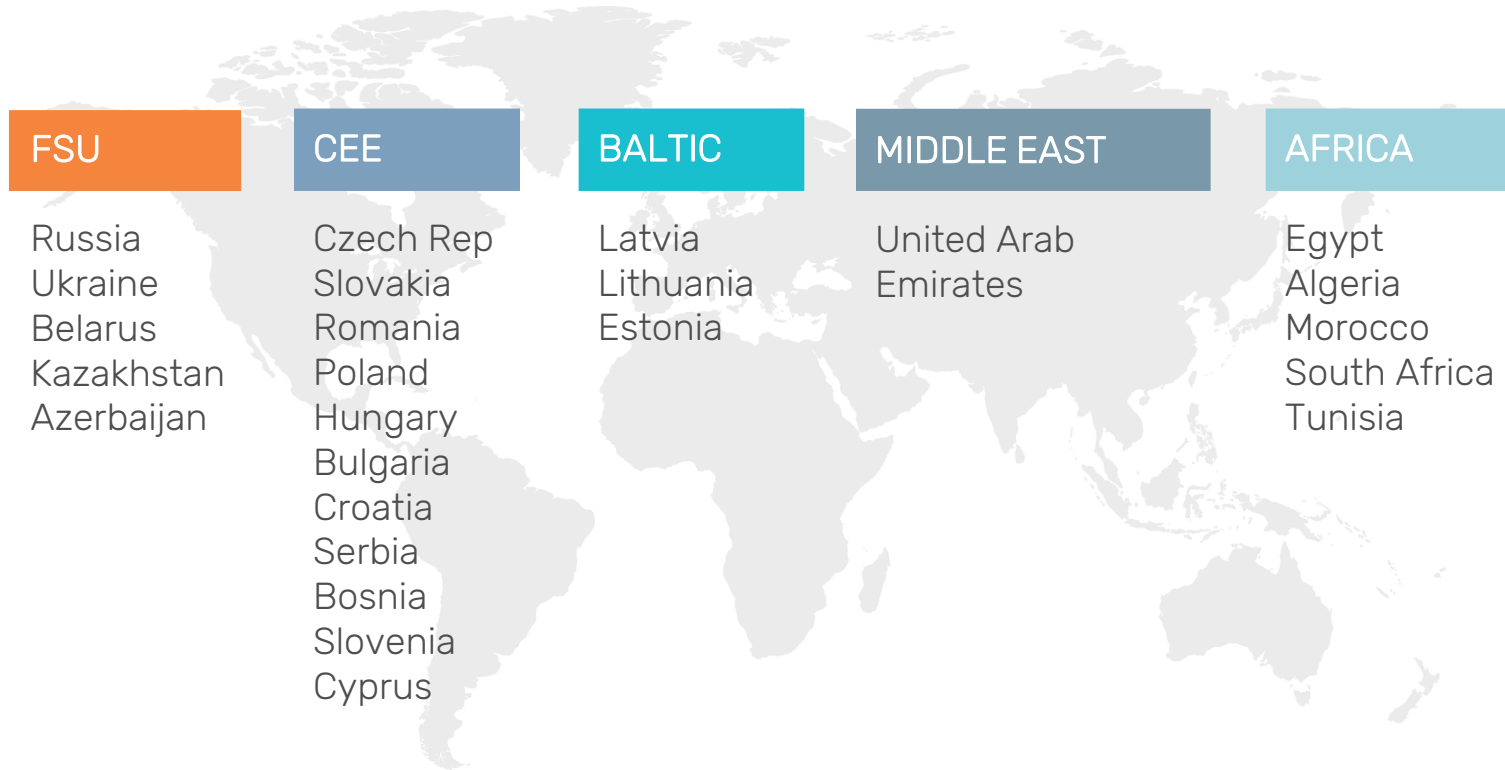 FSU
Russia
Ukraine
Belarus
Kazakhstan
Azerbaijan
CEE
Czech Rep
Slovakia
Romania
Poland
Hungary
Bulgaria
Croatia
Serbia
Bosnia
Slovenia
Cyprus
BALTIC
Latvia
Lithuania
Estonia
MIDDLE EAST
United Arab
Emirates
AFRICA
Egypt
Algeria
Morocco
South Africa
Tunisia